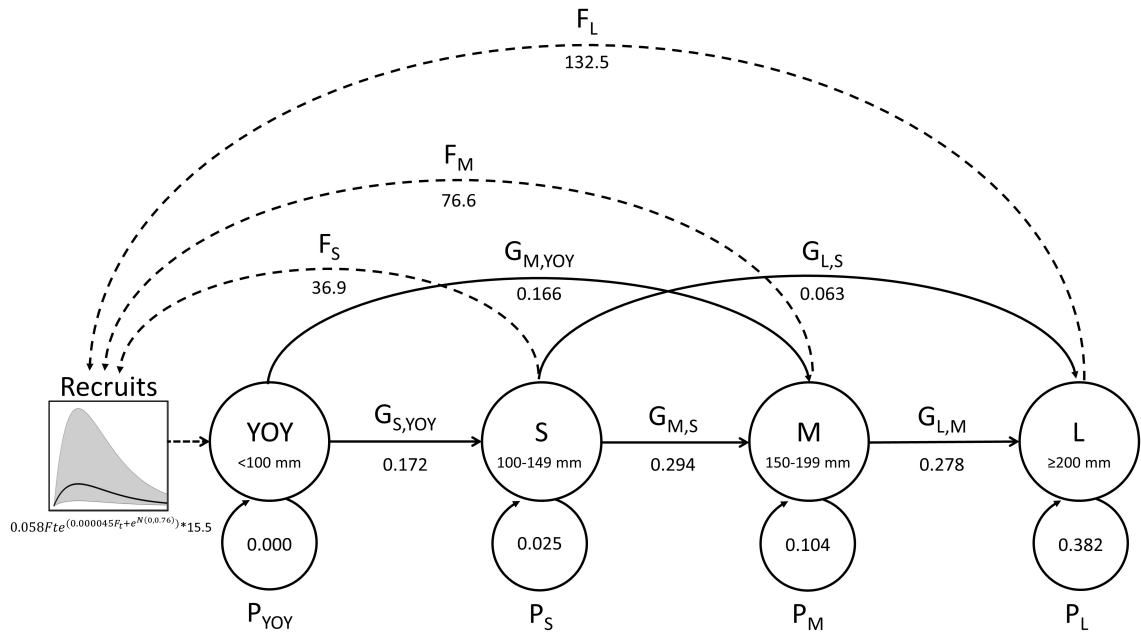 F_L
132.5
F_M
76.6
F_S
36.9
G_M,YOY
0.166
G_L,S
0.063
Recruits
YOY
<100 mm
G_S,YOY
0.172
S
100-149 mm
G_M,S
0.294
M
150-199 mm
G_L,M
0.278
L
≥200 mm
0.058Fte^(0.000045F_t+e^N(0,0.76))*15.5
0.000
0.025
0.104
0.382
P_YOY
P_S
P_M
P_L